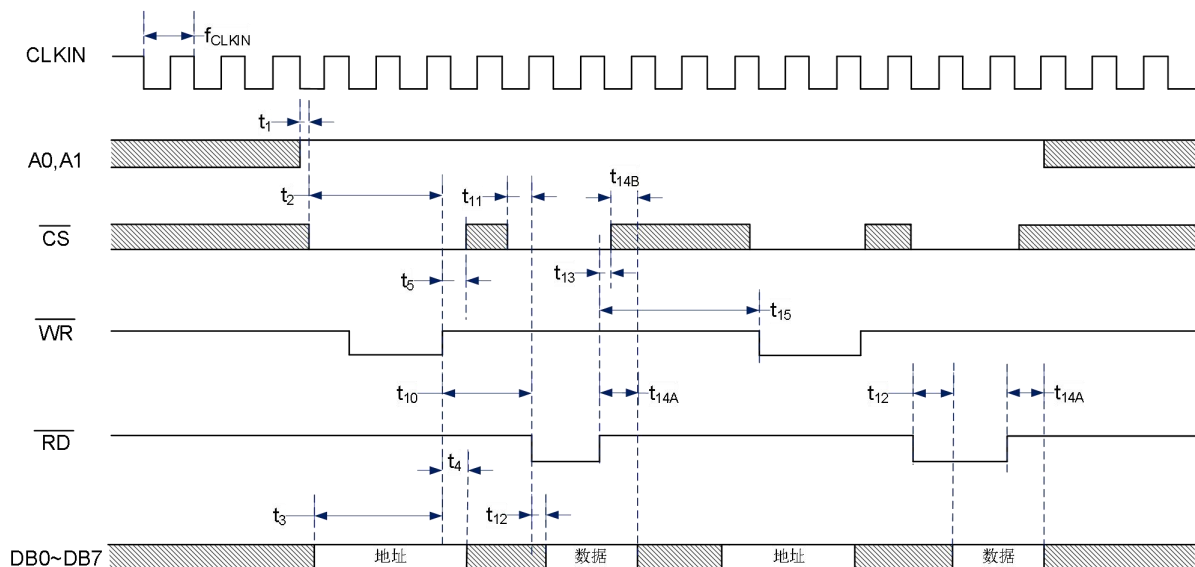 fCLKIN
CLKIN
t1
A0,A1
t2 t11 t14B
CS
t5 t13
t15
WR
t10 t14A t12 t14A
RD
t4
t3 t12
DB0~DB7 地址 数据 地址 数据